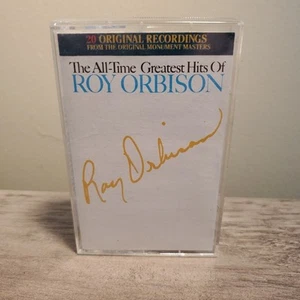 20 ORIGINAL RECORDINGS
FROM THE ORIGINAL MONUMENT MASTERS
The All-Time Greatest Hits Of
ROY ORBISON
Roy Orbison